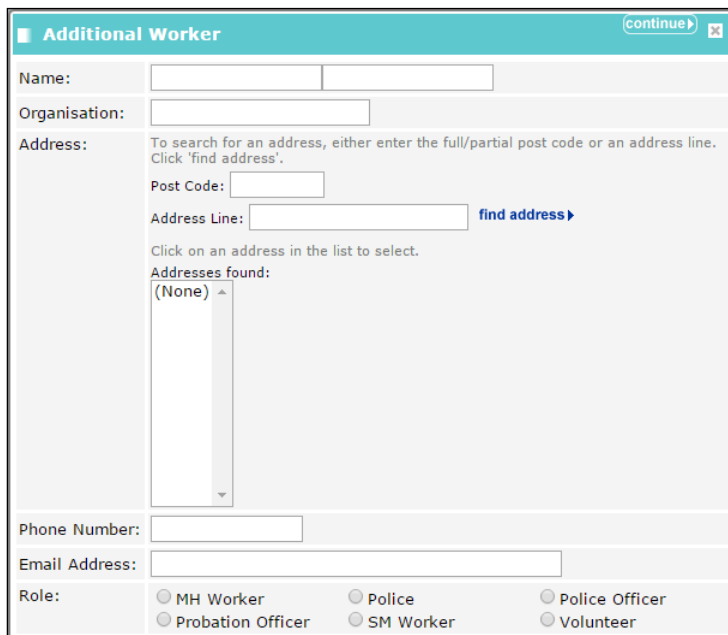 Additional Worker continue
Name:
Organisation:
Address: To search for an address, either enter the full/partial post code or an address line.
Click 'find address'.
Post Code:
Address Line: find address
Click on an address in the list to select.
Addresses found:
(None)
Phone Number:
Email Address:
Role: MH Worker Police Police Officer
Probation Officer SM Worker Volunteer